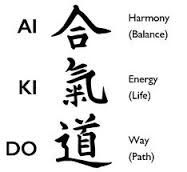 AI 合 Harmony
(Balance)
KI 氣 Energy
(Life)
DO 道 Way
(Path)